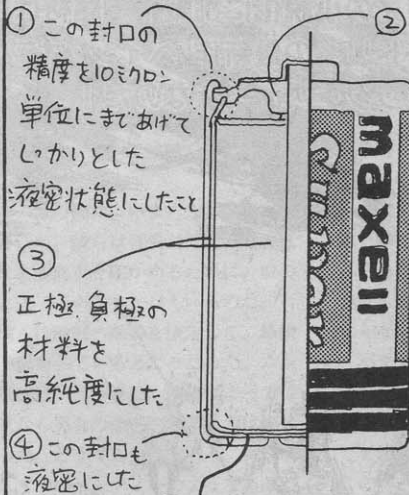 ① この封口の
精度を10ミクロン
単位にまであげて
しっかりとした
液密状態にしたこと
②
③
正極、負極の
材料を
高純度にした
④ この封口も
液密にした
maxell
Super